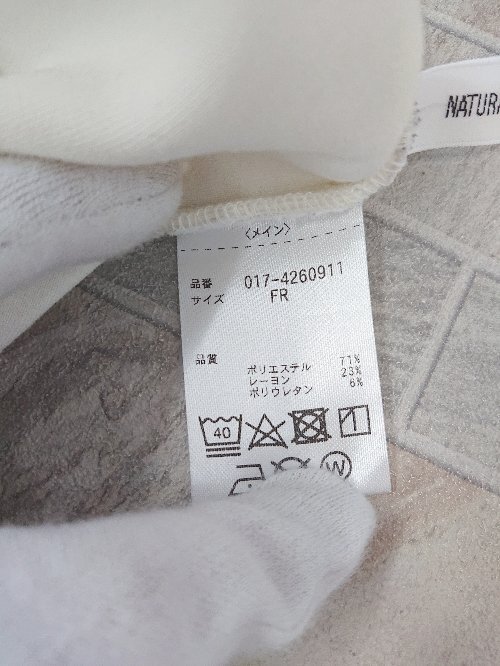 NATURA
〈メイン〉
品番 017-4260911
サイズ FR
品質
ポリエステル 71%
レーヨン 23%
ポリウレタン 6%
40
W